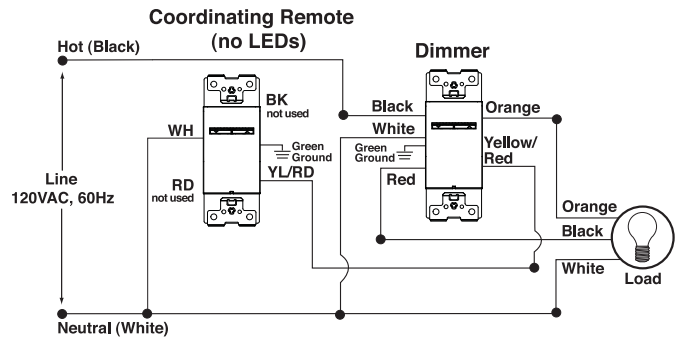 Coordinating Remote
(no LEDs)
Hot (Black)
Dimmer
BK
not used
WH
Green
Ground
YL/RD
RD
not used
Line
120VAC, 60Hz
Black
White
Green
Ground
Red
Orange
Yellow/
Red
Orange
Black
White
Load
Neutral (White)